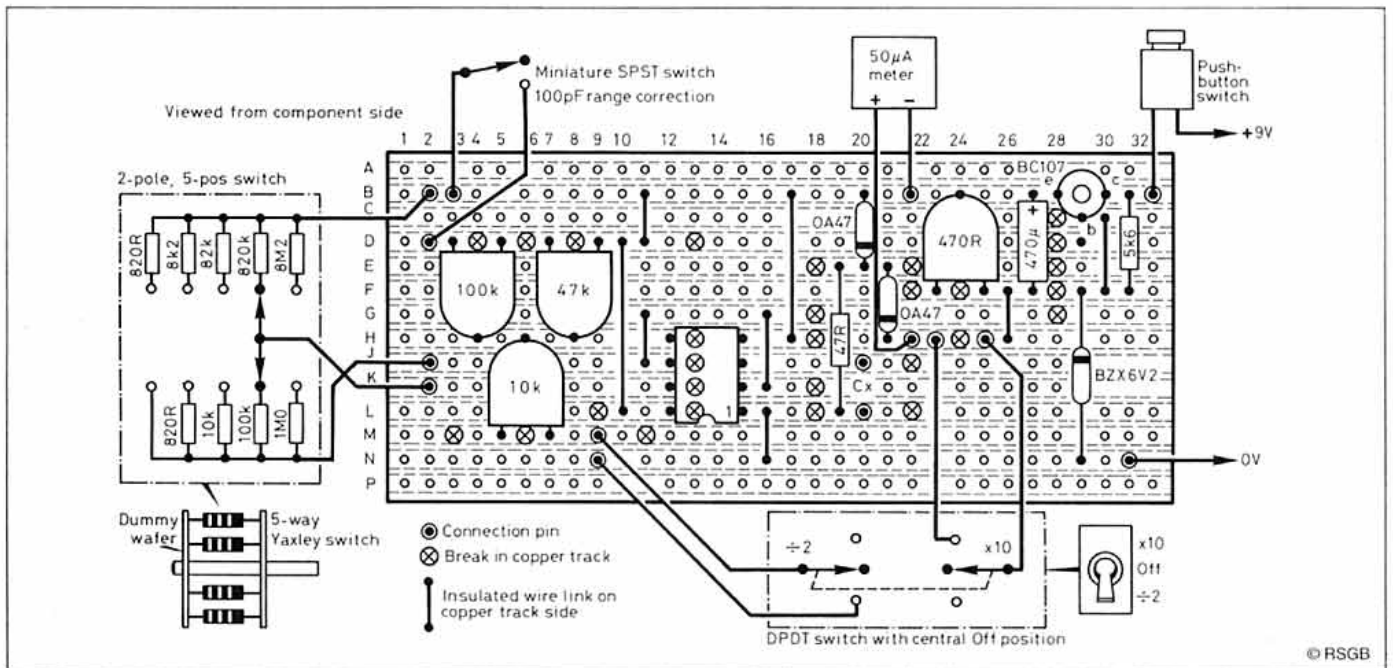 Miniature SPST switch
100pF range correction
Viewed from component side
50µA
meter
+ −
Push-
button
switch
+9V
1 2 3 4 5 6 7 8 9 10 12 14 16 18 20 22 24 26 28 30 32
2-pole, 5-pos switch
A
B
C
D
E
F
G
H
J
K
L
M
N
P
820R
8k2
82k
820k
8M2
820R
10k
100k
1M0
100k
47k
10k
1
OA47
OA47
47R
Cx
470R
470µ
+
BC107
e
c
b
5k6
BZX6V2
0V
Dummy
wafer
5-way
Yaxley switch
Connection pin
Break in copper track
Insulated wire link on
copper track side
÷2
x10
x10
Off
÷2
DPDT switch with central Off position
© RSGB